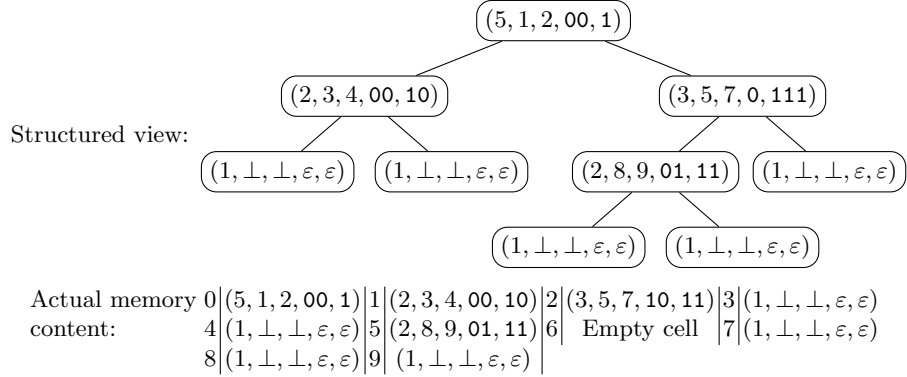 (5, 1, 2, 00, 1)
(2, 3, 4, 00, 10) (3, 5, 7, 0, 111)
Structured view:
(1, ⊥, ⊥, ε, ε) (1, ⊥, ⊥, ε, ε) (2, 8, 9, 01, 11) (1, ⊥, ⊥, ε, ε)
(1, ⊥, ⊥, ε, ε) (1, ⊥, ⊥, ε, ε)
Actual memory 0|(5, 1, 2, 00, 1)|1|(2, 3, 4, 00, 10)|2|(3, 5, 7, 10, 11)|3|(1, ⊥, ⊥, ε, ε)
content: 4|(1, ⊥, ⊥, ε, ε)|5|(2, 8, 9, 01, 11)|6| Empty cell |7|(1, ⊥, ⊥, ε, ε)
8|(1, ⊥, ⊥, ε, ε)|9| (1, ⊥, ⊥, ε, ε) |